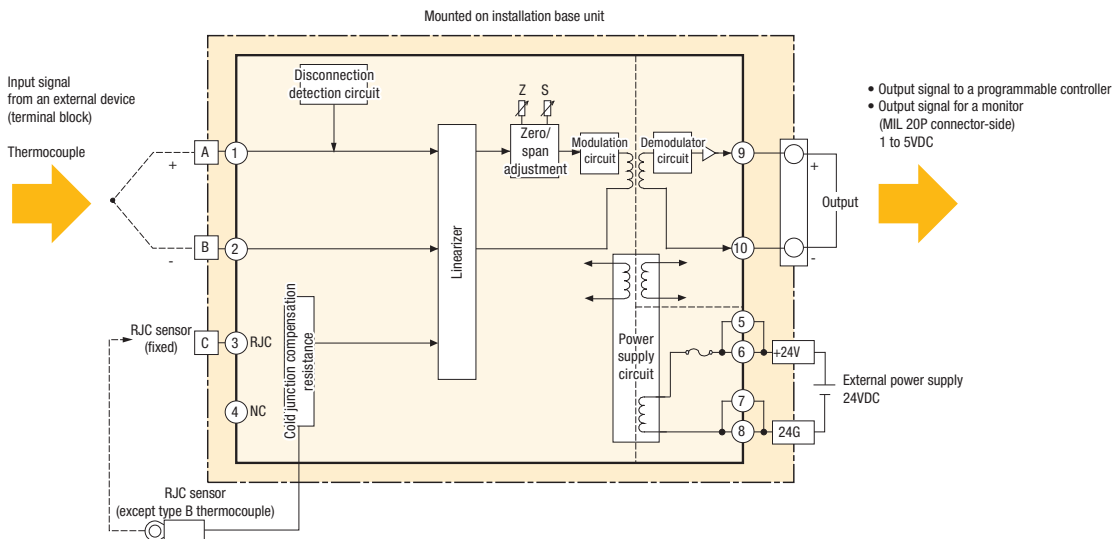 Mounted on installation base unit
Input signal
from an external device
(terminal block)
Thermocouple
Disconnection
detection circuit
Z S
Zero/
span
adjustment
Modulation
circuit
Demodulator
circuit
• Output signal to a programmable controller
• Output signal for a monitor
(MIL 20P connector-side)
1 to 5VDC
A 1
+
9
+
Output
B 2
-
10
-
Linearizer
Cold junction compensation
resistance
RJC sensor
(fixed)
C 3 RJC
4 NC
Power
supply
circuit
5
6
+24V
External power supply
24VDC
7
8
24G
RJC sensor
(except type B thermocouple)